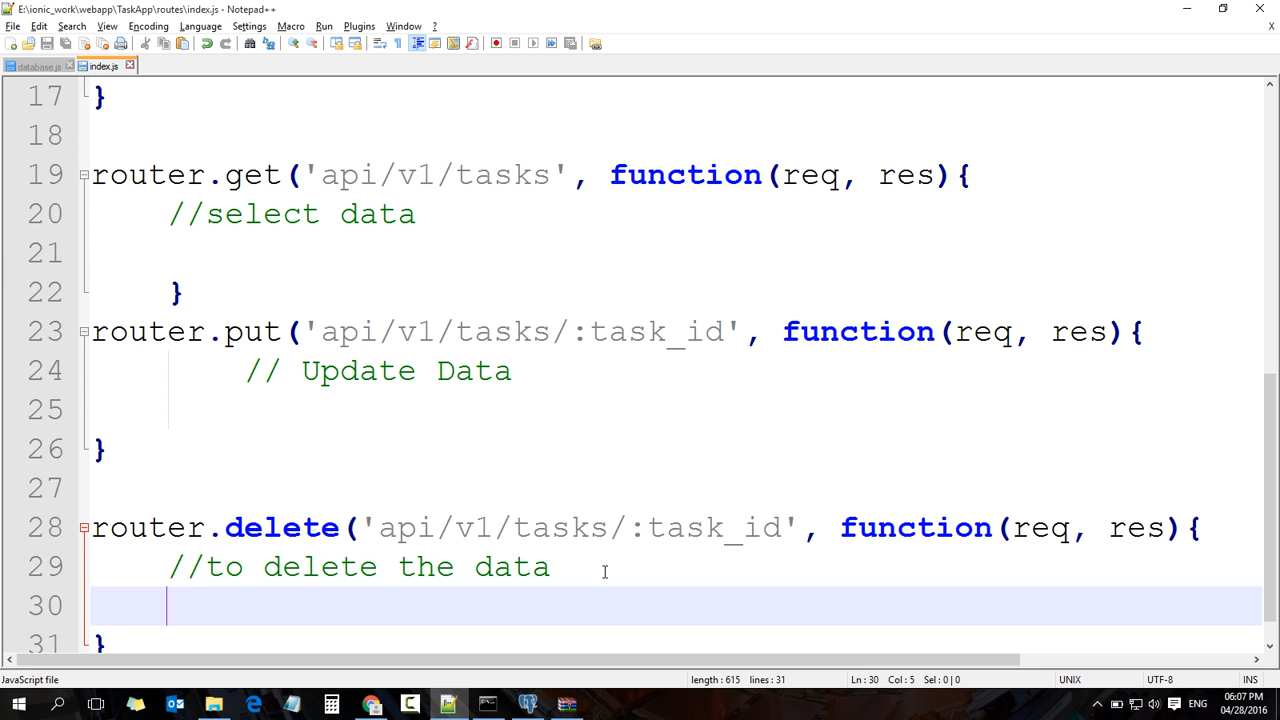 E:\ionic_work\webapp\TaskApp\routes\index.js - Notepad++
File Edit Search View Encoding Language Settings Macro Run Plugins Window ?
database.js index.js
17 }
18
19 router.get('api/v1/tasks', function(req, res){
20 //select data
21
22 }
23 router.put('api/v1/tasks/:task_id', function(req, res){
24 // Update Data
25
26 }
27
28 router.delete('api/v1/tasks/:task_id', function(req, res){
29 //to delete the data
30
31 }
JavaScript file length : 615 lines : 31 Ln : 30 Col : 5 Sel : 0 | 0 UNIX UTF-8 INS
ENG 06:07 PM
04/28/2016